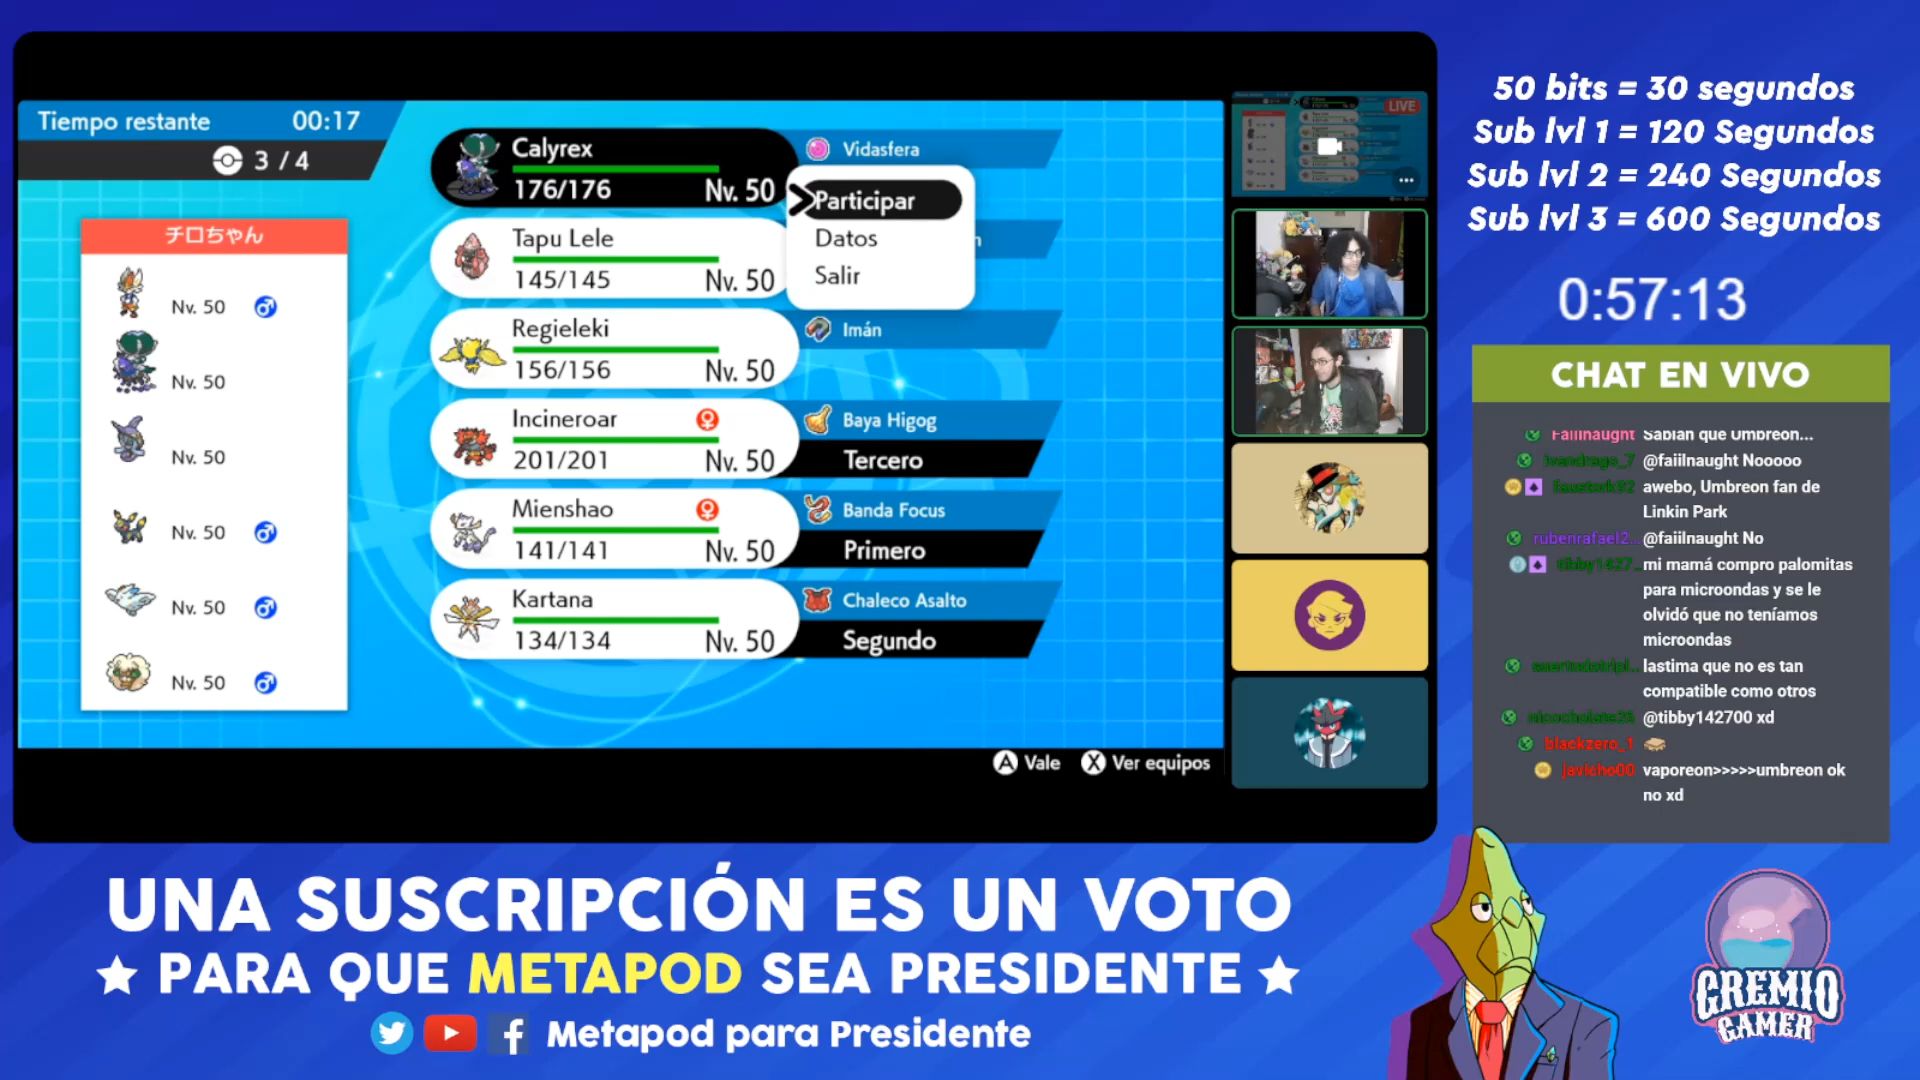 Tiempo restante 00:17
3 / 4
チロちゃん
Nv. 50
Nv. 50
Nv. 50
Nv. 50
Nv. 50
Nv. 50
Calyrex
176/176 Nv. 50
Vidasfera
Participar
Datos
Salir
Tapu Lele
145/145 Nv. 50
Regieleki
156/156 Nv. 50
Imán
Incineroar
201/201 Nv. 50
Baya Higog
Tercero
Mienshao
141/141 Nv. 50
Banda Focus
Primero
Kartana
134/134 Nv. 50
Chaleco Asalto
Segundo
A Vale X Ver equipos
LIVE
50 bits = 30 segundos
Sub lvl 1 = 120 Segundos
Sub lvl 2 = 240 Segundos
Sub lvl 3 = 600 Segundos
0:57:13
CHAT EN VIVO
Faiilnaught Sabían que Umbreon...
ivandrago_7 @faiilnaught Nooooo
faustork92 awebo, Umbreon fan de
Linkin Park
rubenrafael2... @faiilnaught No
tibby1427... mi mamá compro palomitas
para microondas y se le
olvidó que no teníamos
microondas
lastima que no es tan
compatible como otros
@tibby142700 xd
blackzero_1
javicho00 vaporeon>>>>>umbreon ok
no xd
UNA SUSCRIPCIÓN ES UN VOTO
PARA QUE METAPOD SEA PRESIDENTE
Metapod para Presidente
GREMIO
GAMER